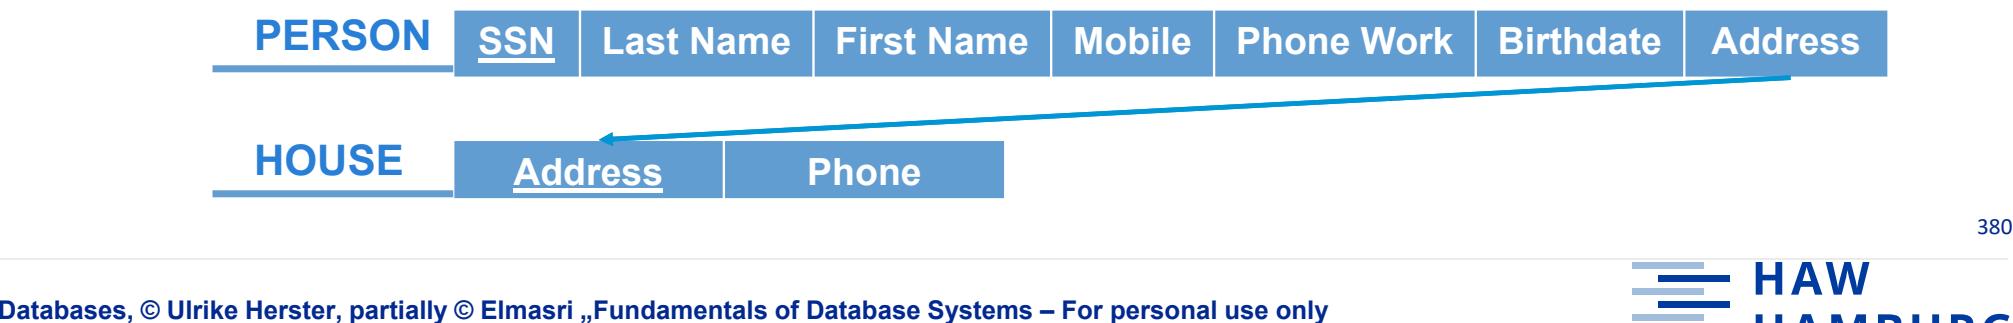 PERSON SSN Last Name First Name Mobile Phone Work Birthdate Address
HOUSE Address Phone
380
Databases, © Ulrike Herster, partially © Elmasri „Fundamentals of Database Systems – For personal use only
HAW
HAMBURG